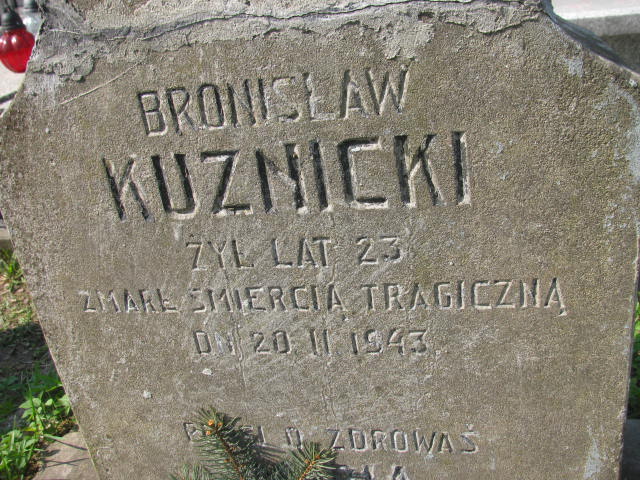 BRONISŁAW
KUZNICKI
ŻYŁ LAT 23
ZMARŁ ŚMIERCIĄ TRAGICZNĄ
DN 20.II.1943.
O ZDROWAŚ